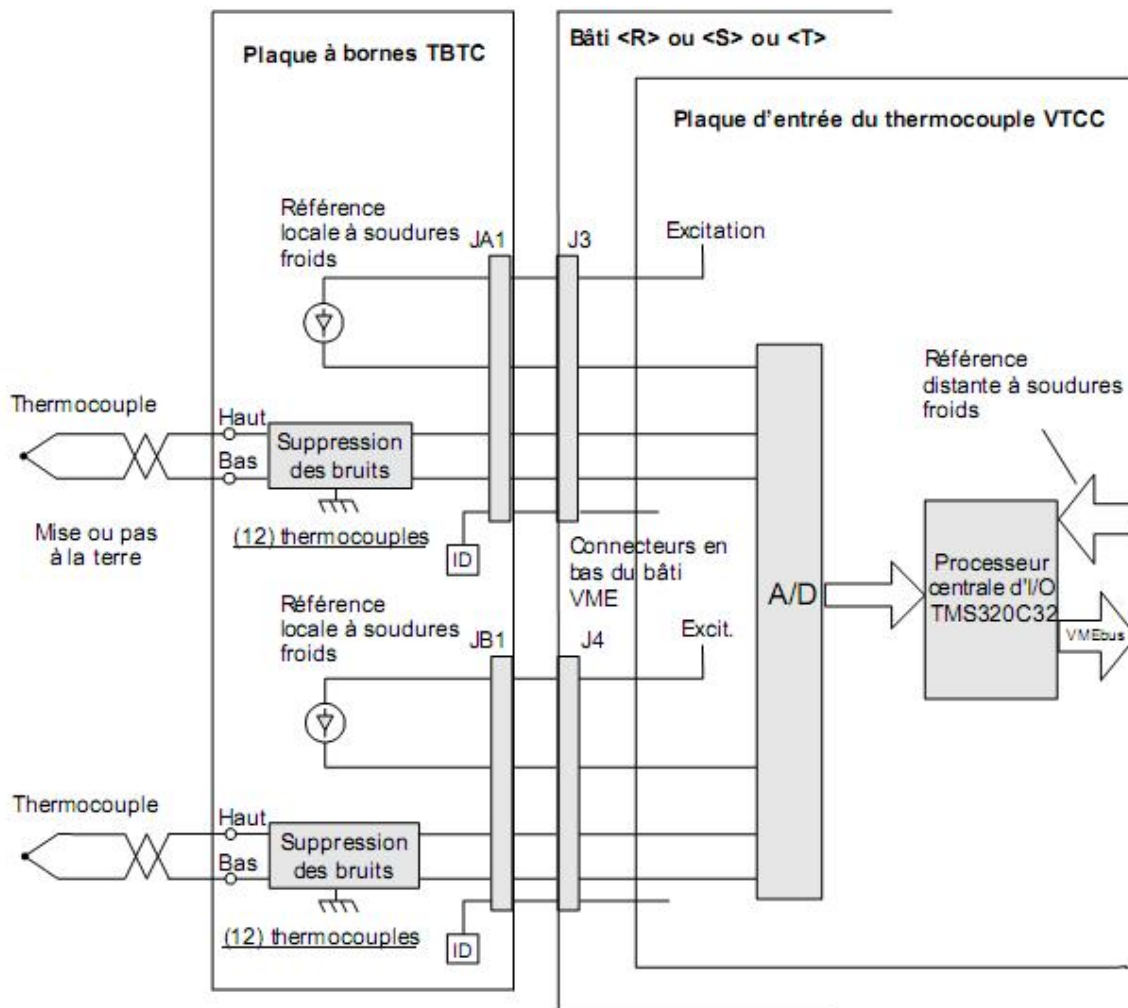 Plaque à bornes TBTC
Bâti <R> ou <S> ou <T>
Plaque d'entrée du thermocouple VTCC
Référence
locale à soudures
froids
JA1
J3
Excitation
Référence
distante à soudures
froids
Thermocouple
Haut
Bas
Suppression
des bruits
Mise ou pas
à la terre
(12) thermocouples
ID
Connecteurs en
bas du bâti
VME
A/D
Processeur
centrale d'I/O
TMS320C32
VMEbus
Référence
locale à soudures
froids
JB1
J4
Excit.
Thermocouple
Haut
Bas
Suppression
des bruits
(12) thermocouples
ID